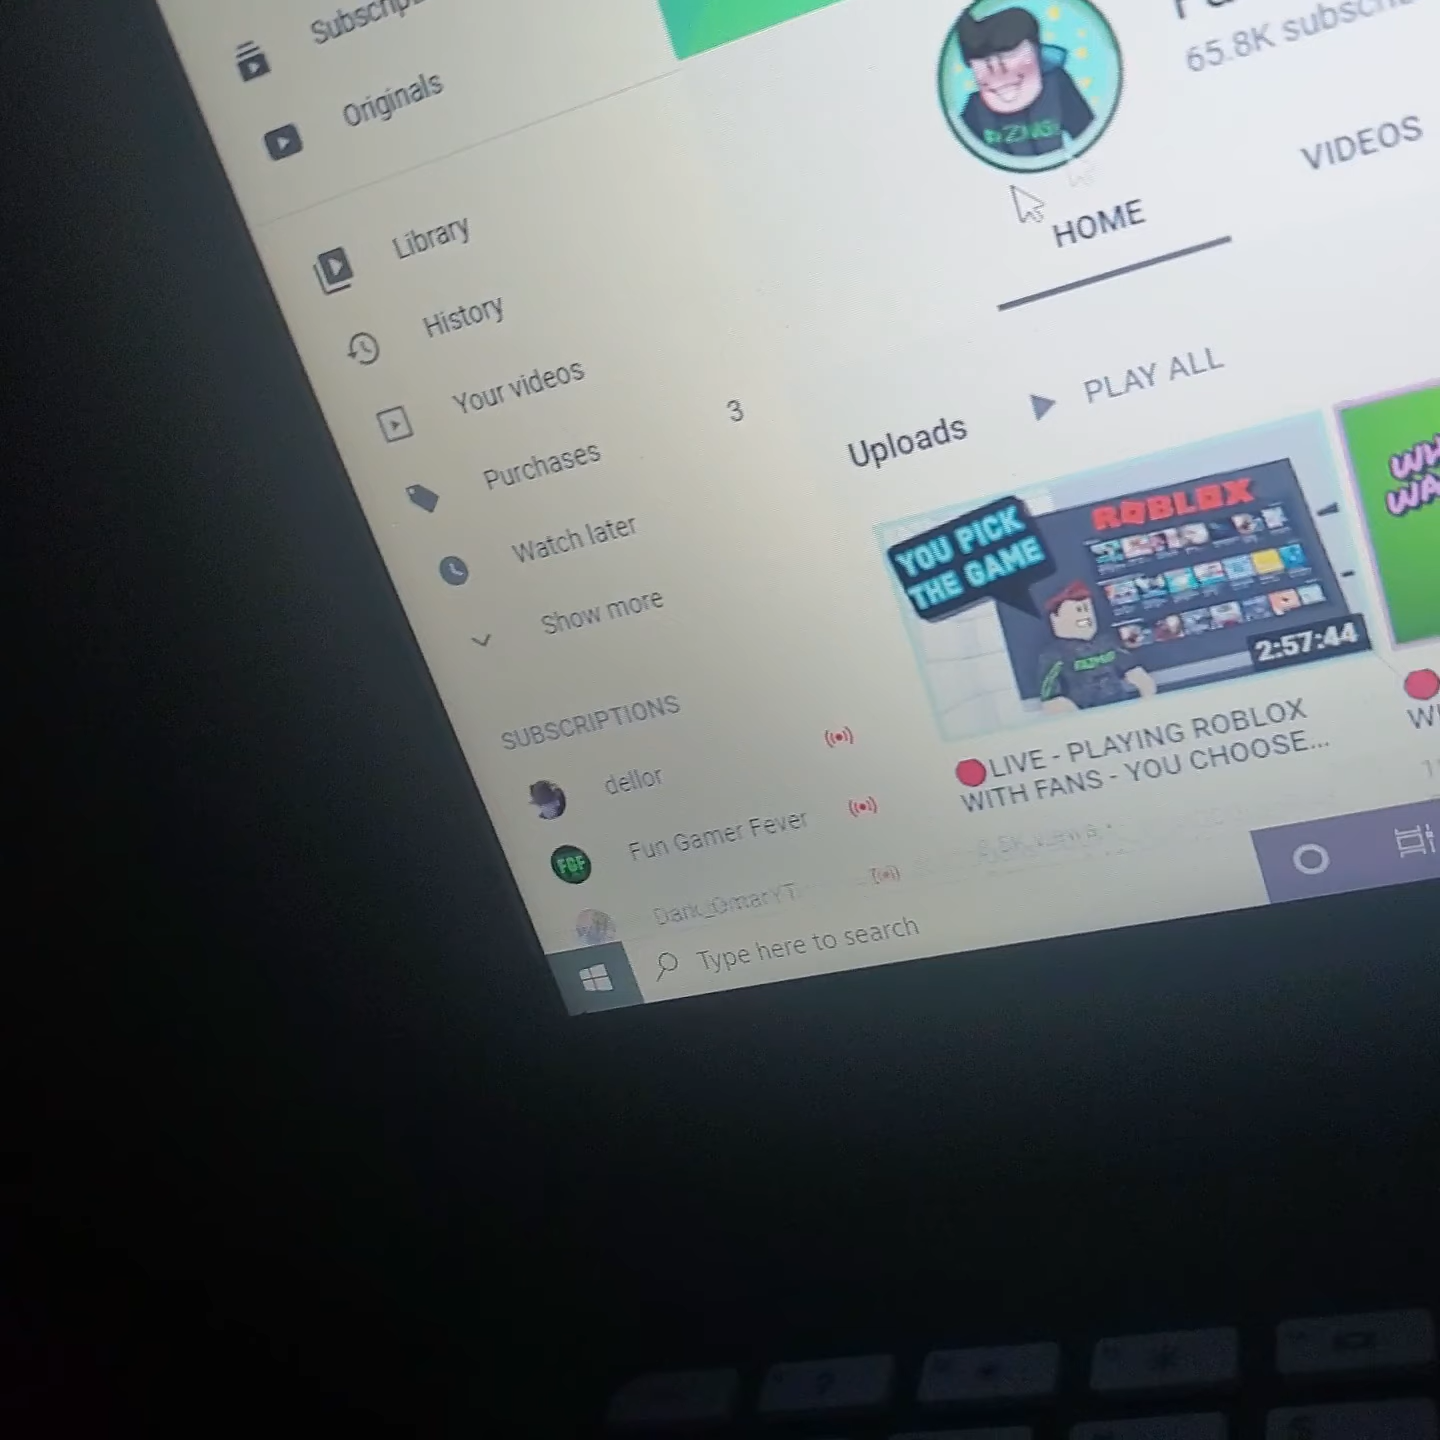 Originals
65.8K
HOME
VIDEOS
Library
History
Your videos
3
Purchases
Watch later
Show more
Uploads
PLAY ALL
YOU PICK
THE GAME
ROBLOX
2:57:44
LIVE - PLAYING ROBLOX
WITH FANS - YOU CHOOSE...
SUBSCRIPTIONS
dellor
Fun Gamer Fever
FGF
Dark_OmarYT
Type here to search